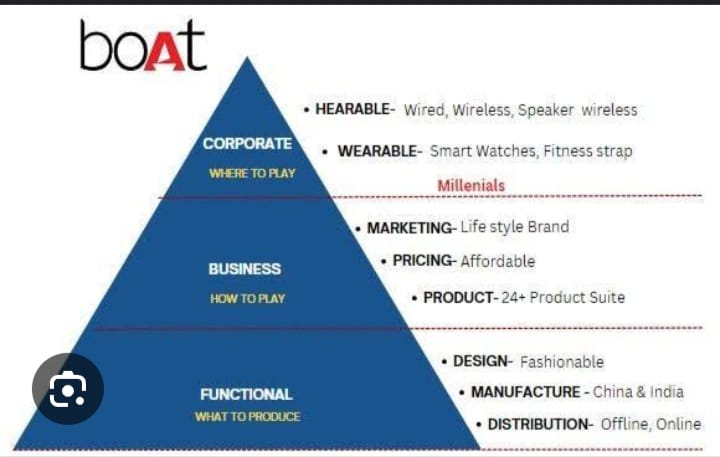 boAt
• HEARABLE- Wired, Wireless, Speaker wireless
CORPORATE
• WEARABLE- Smart Watches, Fitness strap
WHERE TO PLAY
Millenials
• MARKETING- Life style Brand
• PRICING- Affordable
BUSINESS
HOW TO PLAY
• PRODUCT- 24+ Product Suite
• DESIGN- Fashionable
FUNCTIONAL
• MANUFACTURE - China & India
WHAT TO PRODUCE
• DISTRIBUTION- Offline, Online